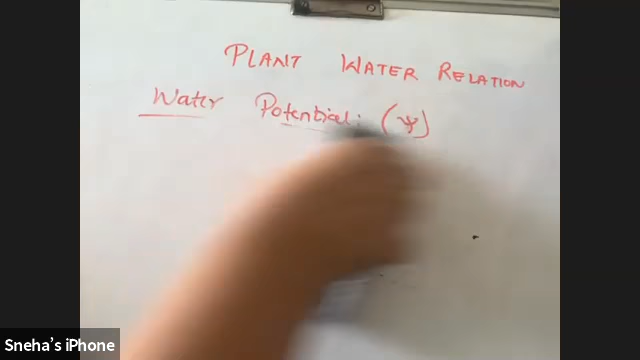 PLANT WATER RELATION
Water Potential: (Ψ)
Sneha's iPhone